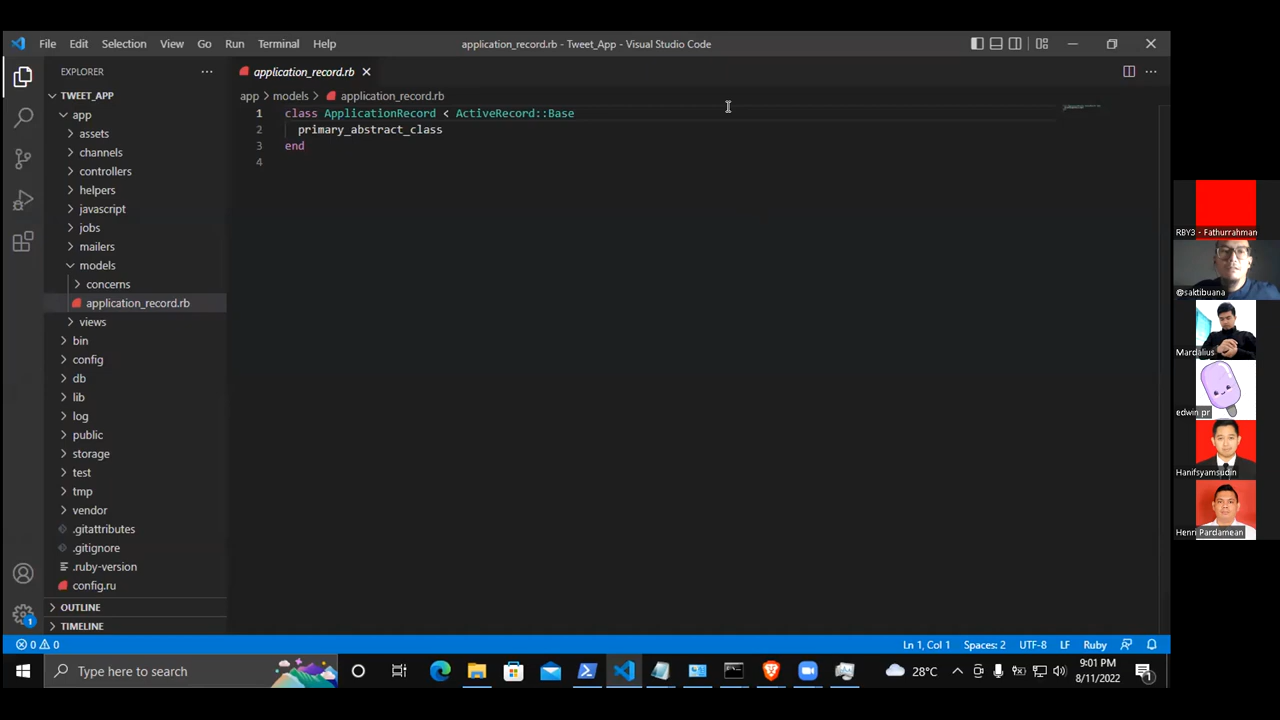 File Edit Selection View Go Run Terminal Help
application_record.rb - Tweet_App - Visual Studio Code
EXPLORER
TWEET_APP
app
assets
channels
controllers
helpers
javascript
jobs
mailers
models
concerns
application_record.rb
views
bin
config
db
lib
log
public
storage
test
tmp
vendor
.gitattributes
.gitignore
.ruby-version
config.ru
OUTLINE
TIMELINE
application_record.rb
app > models > application_record.rb
1 class ApplicationRecord < ActiveRecord::Base
2 primary_abstract_class
3 end
4
RBY3 - Fathurrahman
@saktibuana
Mardalius
edwin pr
Hanifsyamsudin
Henri Pardamean
0 0
Ln 1, Col 1 Spaces: 2 UTF-8 LF Ruby
1
Type here to search
28°C
9:01 PM
8/11/2022
1